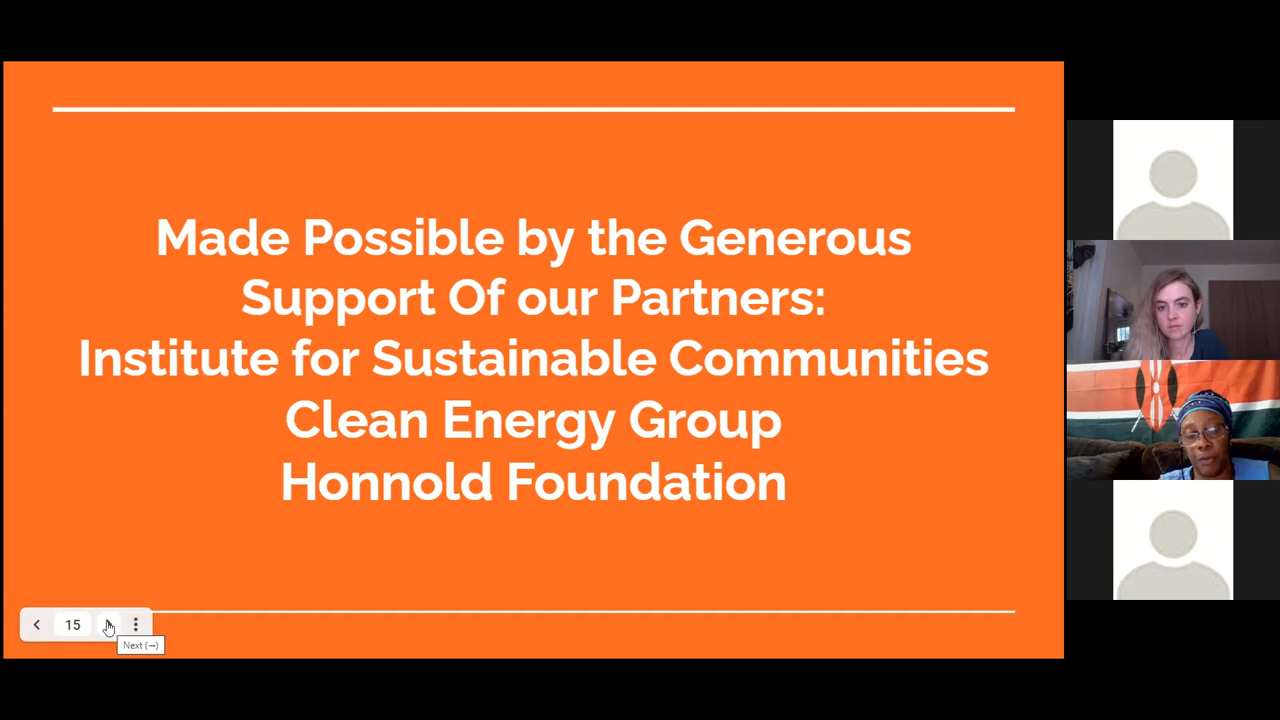 Made Possible by the Generous
Support Of our Partners:
Institute for Sustainable Communities
Clean Energy Group
Honnold Foundation
15
Next (→)